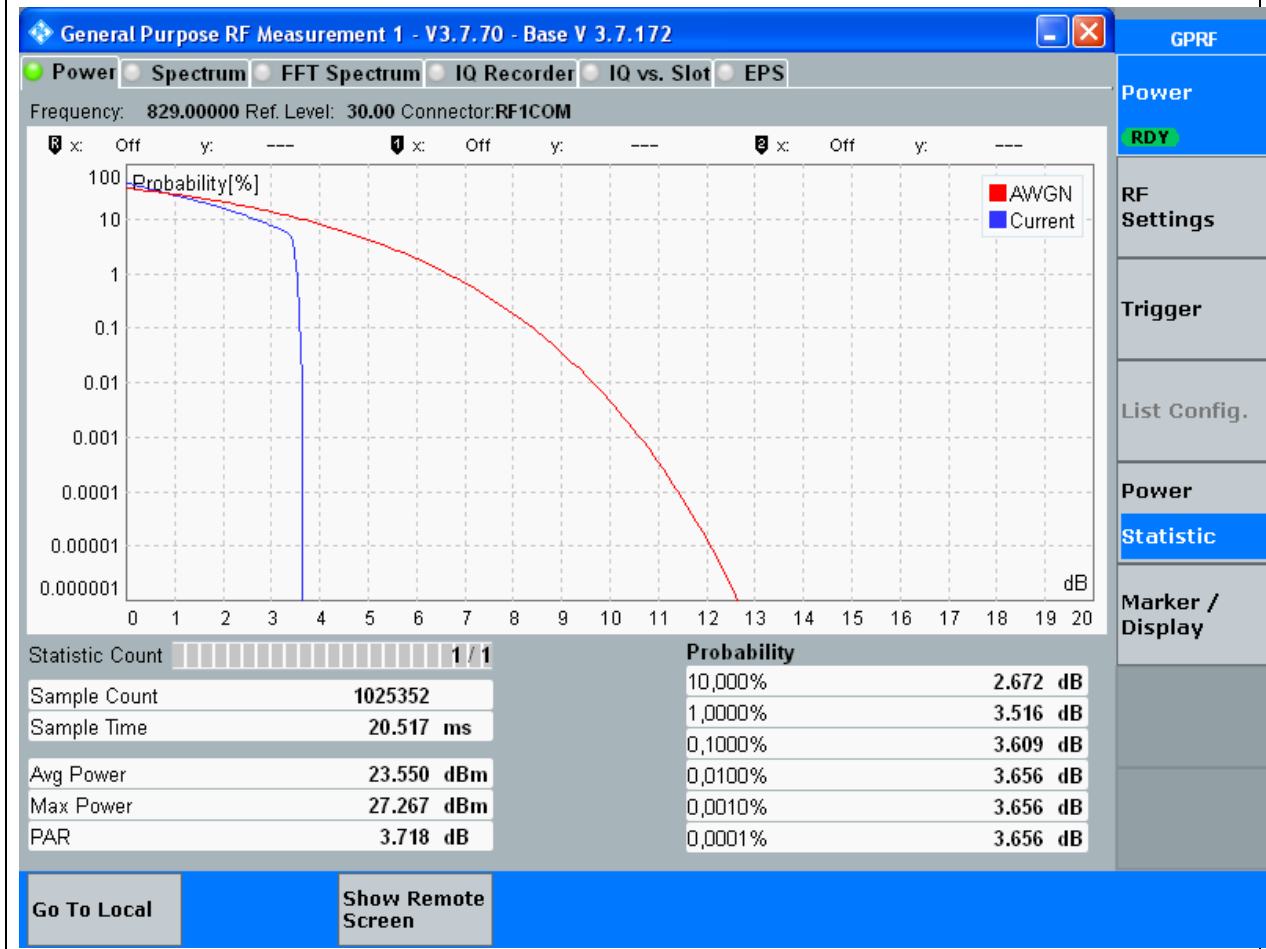 General Purpose RF Measurement 1 - V3.7.70 - Base V 3.7.172
Power Spectrum FFT Spectrum IQ Recorder IQ vs. Slot EPS
Frequency: 829.00000 Ref. Level: 30.00 Connector:RF1COM
R x: Off y: --- 1 x: Off y: --- 2 x: Off y: ---
Probability[%]
AWGN
Current
100
10
1
0.1
0.01
0.001
0.0001
0.00001
0.000001
dB
0 1 2 3 4 5 6 7 8 9 10 11 12 13 14 15 16 17 18 19 20
Statistic Count 1 / 1
Sample Count 1025352
Sample Time 20.517 ms
Avg Power 23.550 dBm
Max Power 27.267 dBm
PAR 3.718 dB
Probability
10,000% 2.672 dB
1,0000% 3.516 dB
0,1000% 3.609 dB
0,0100% 3.656 dB
0,0010% 3.656 dB
0,0001% 3.656 dB
GPRF
Power
RDY
RF
Settings
Trigger
List Config.
Power
Statistic
Marker /
Display
Go To Local
Show Remote
Screen